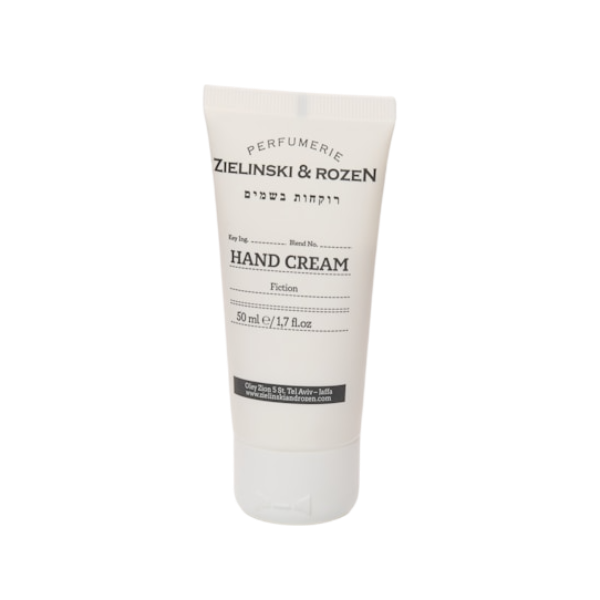 PERFUMERIE
ZIELINSKI & ROZEN
רוקחות בשמים
Key Ing. Blend No.
HAND CREAM
Fiction
50 ml ℮/1,7 fl.oz
Oley Zion 5 St, Tel Aviv – Jaffa
www.zielinskiandrozen.com